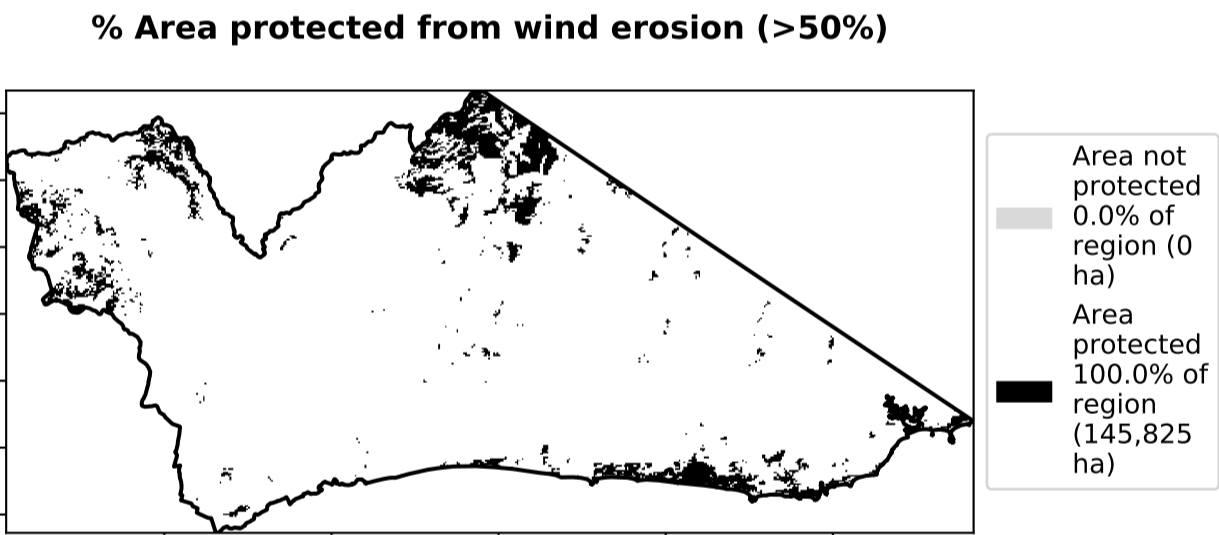 % Area protected from wind erosion (>50%)
Area not
protected
0.0% of
region (0
ha)
Area
protected
100.0% of
region
(145,825
ha)